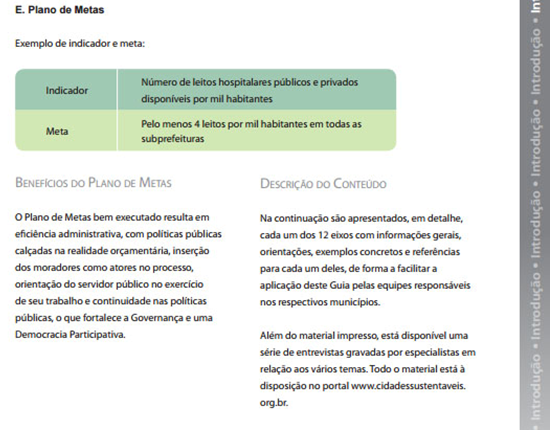 E. Plano de Metas
Exemplo de indicador e meta:
Indicador
Número de leitos hospitalares públicos e privados
disponíveis por mil habitantes
Meta
Pelo menos 4 leitos por mil habitantes em todas as
subprefeituras
Benefícios do Plano de Metas
O Plano de Metas bem executado resulta em
eficiência administrativa, com políticas públicas
calçadas na realidade orçamentária, inserção
dos moradores como atores no processo,
orientação do servidor público no exercício
de seu trabalho e continuidade nas políticas
públicas, o que fortalece a Governança e uma
Democracia Participativa.
Descrição do Conteúdo
Na continuação são apresentados, em detalhe,
cada um dos 12 eixos com informações gerais,
orientações, exemplos concretos e referências
para cada um deles, de forma a facilitar a
aplicação deste Guia pelas equipes responsáveis
nos respectivos municípios.
Além do material impresso, está disponível uma
série de entrevistas gravadas por especialistas em
relação aos vários temas. Todo o material está à
disposição no portal www.cidadessustentaveis.
org.br.
Introdução • Introdução • Introdução • Introdução • Introdução • In